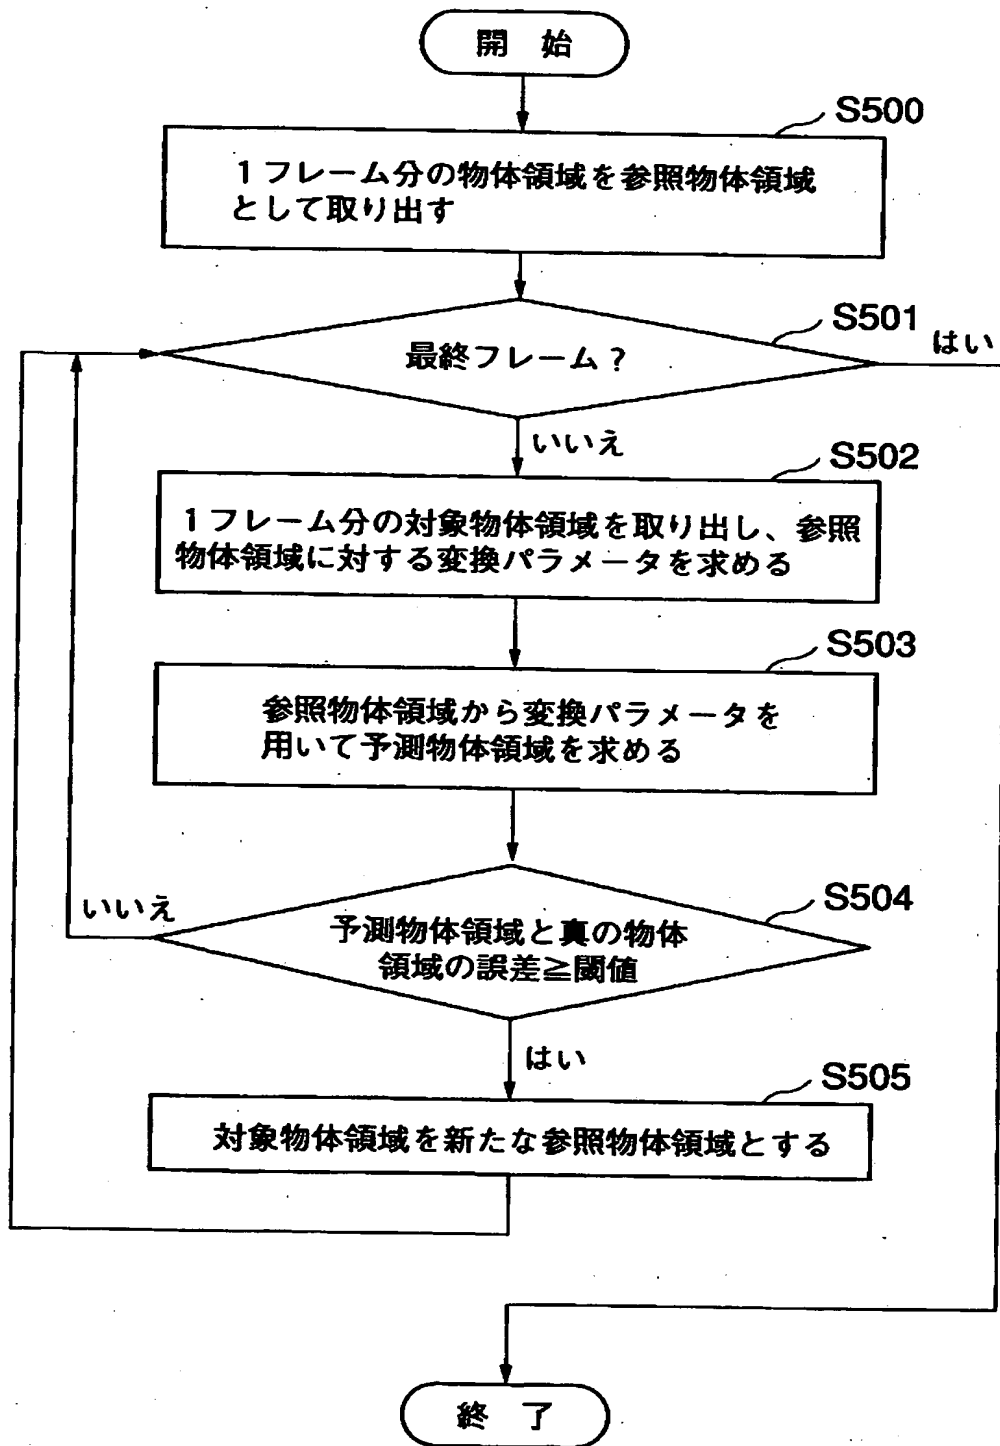 開 始
S500
1フレーム分の物体領域を参照物体領域
として取り出す
S501
最終フレーム?
はい
いいえ
S502
1フレーム分の対象物体領域を取り出し、参照
物体領域に対する変換パラメータを求める
S503
参照物体領域から変換パラメータを
用いて予測物体領域を求める
S504
いいえ
予測物体領域と真の物体
領域の誤差≧閾値
はい
S505
対象物体領域を新たな参照物体領域とする
終 了